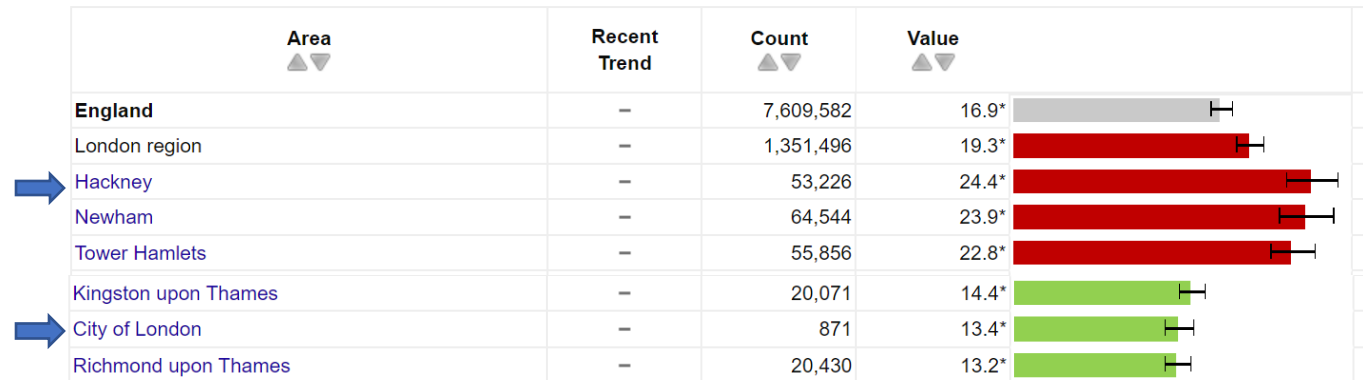 Area Recent Trend Count Value
England – 7,609,582 16.9*
London region – 1,351,496 19.3*
Hackney – 53,226 24.4*
Newham – 64,544 23.9*
Tower Hamlets – 55,856 22.8*
Kingston upon Thames – 20,071 14.4*
City of London – 871 13.4*
Richmond upon Thames – 20,430 13.2*